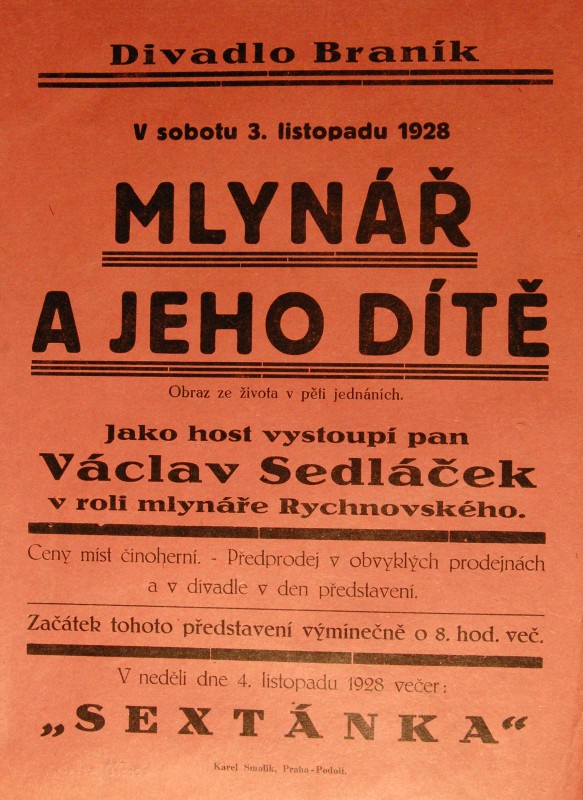 Divadlo Braník
V sobotu 3. listopadu 1928
MLYNÁŘ
A JEHO DÍTĚ
Obraz ze života v pěti jednáních.
Jako host vystoupí pan
Václav Sedláček
v roli mlynáře Rychnovského.
Ceny míst činoherní. - Předprodej v obvyklých prodejnách
a v divadle v den představení.
Začátek tohoto představení výminečně o 8. hod. več.
V neděli dne 4. listopadu 1928 večer:
„SEXTÁNKA“
Karel Smolík, Praha-Podolí.